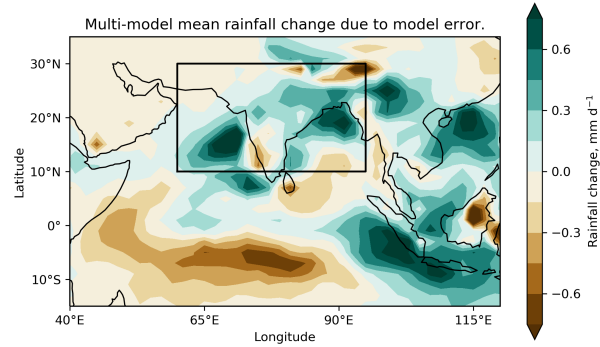 Multi-model mean rainfall change due to model error.
30°N
20°N
10°N
0°
10°S
Latitude
40°E
65°E
90°E
115°E
Longitude
0.6
0.3
0.0
−0.3
−0.6
Rainfall change, mm d⁻¹